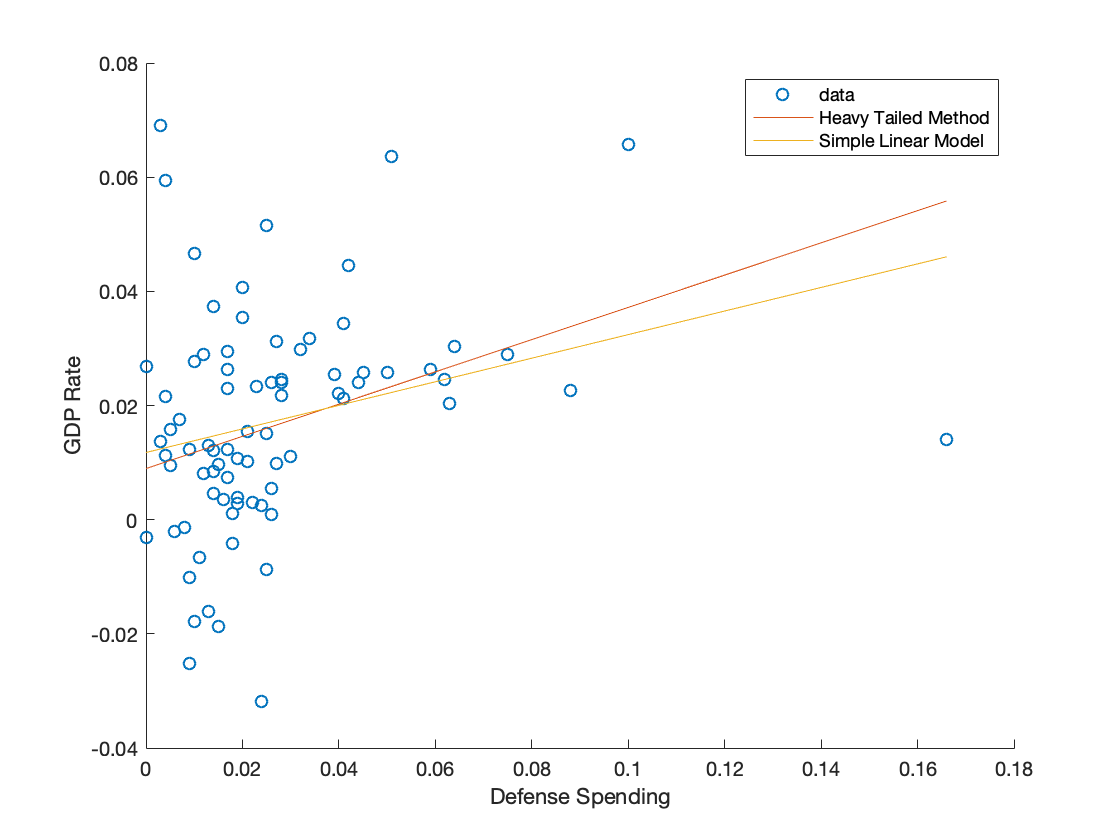 0.08
0.06
0.04
0.02
0
-0.02
-0.04
GDP Rate
data
Heavy Tailed Method
Simple Linear Model
0 0.02 0.04 0.06 0.08 0.1 0.12 0.14 0.16 0.18
Defense Spending